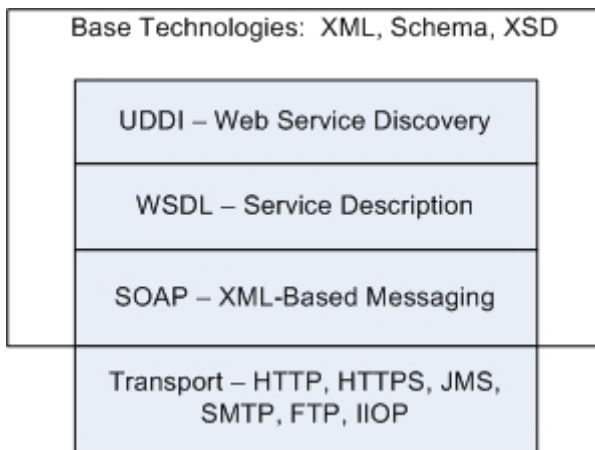 Base Technologies: XML, Schema, XSD
UDDI – Web Service Discovery
WSDL – Service Description
SOAP – XML-Based Messaging
Transport – HTTP, HTTPS, JMS,
SMTP, FTP, IIOP